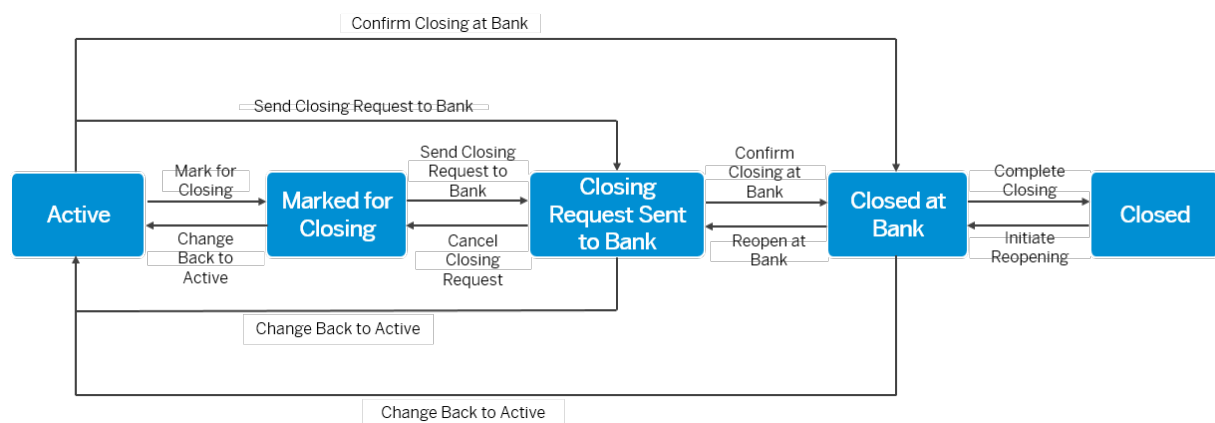 Confirm Closing at Bank
Send Closing Request to Bank
Mark for
Closing
Send Closing
Request to
Bank
Confirm
Closing at
Bank
Complete
Closing
Active
Marked for
Closing
Closing
Request Sent
to Bank
Closed at
Bank
Closed
Change
Back to
Active
Cancel
Closing
Request
Reopen at
Bank
Initiate
Reopening
Change Back to Active
Change Back to Active